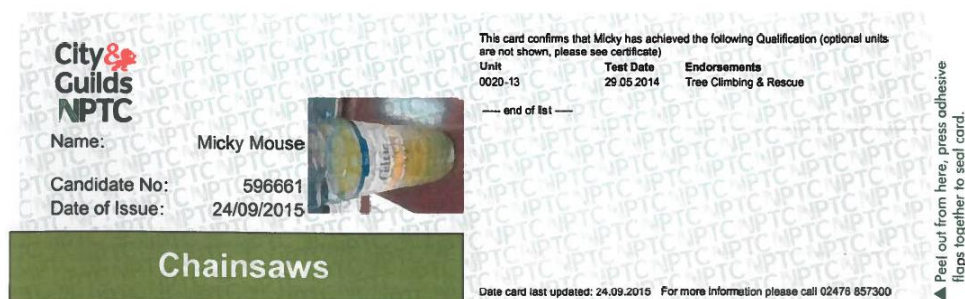 City&
Guilds
NPTC
Name: Micky Mouse
Candidate No: 596661
Date of Issue: 24/09/2015
Chainsaws
This card confirms that Micky has achieved the following Qualification (optional units
are not shown, please see certificate)
Unit Test Date Endorsements
0020-13 29.05.2014 Tree Climbing & Rescue
---- end of list ----
Date card last updated: 24.09.2015 For more information please call 02476 857300
▲ Peel out from here, press adhesive
flaps together to seal card.